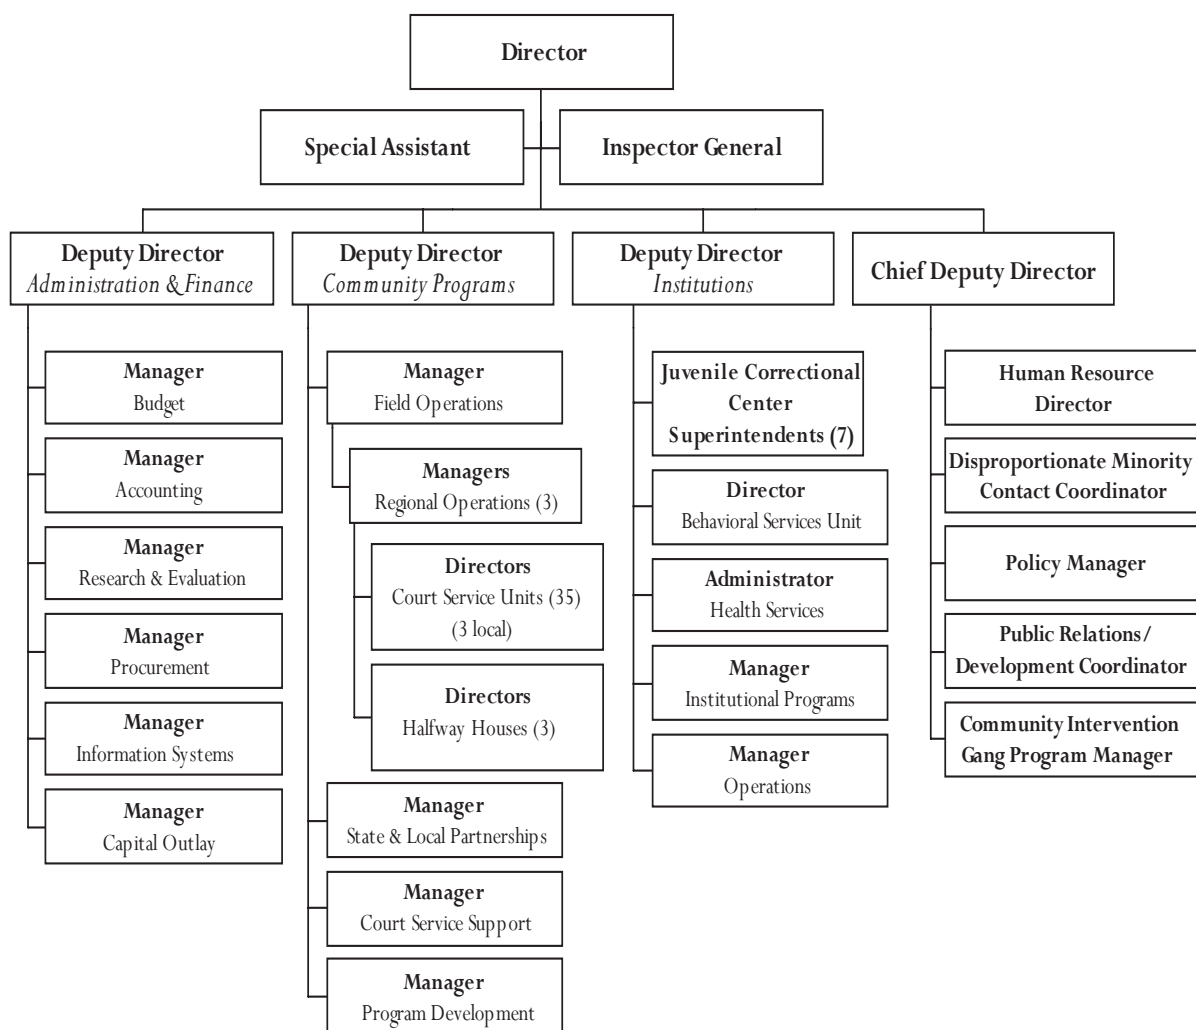 Director
Special Assistant
Inspector General
Deputy Director
Administration & Finance
Deputy Director
Community Programs
Deputy Director
Institutions
Chief Deputy Director
Manager
Budget
Manager
Accounting
Manager
Research & Evaluation
Manager
Procurement
Manager
Information Systems
Manager
Capital Outlay
Manager
Field Operations
Managers
Regional Operations (3)
Directors
Court Service Units (35)
(3 local)
Directors
Halfway Houses (3)
Manager
State & Local Partnerships
Manager
Court Service Support
Manager
Program Development
Juvenile Correctional
Center
Superintendents (7)
Director
Behavioral Services Unit
Administrator
Health Services
Manager
Institutional Programs
Manager
Operations
Human Resource
Director
Disproportionate Minority
Contact Coordinator
Policy Manager
Public Relations/
Development Coordinator
Community Intervention
Gang Program Manager